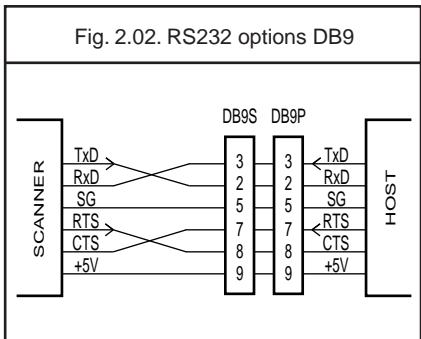 Fig. 2.02. RS232 options DB9
DB9S DB9P
SCANNER
HOST
TxD 3 3 TxD
RxD 2 2 RxD
SG 5 5 SG
RTS 7 7 RTS
CTS 8 8 CTS
+5V 9 9 +5V